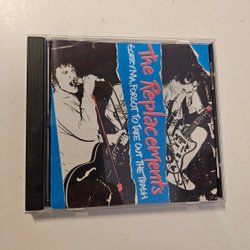 The Replacements
SORRY MA, FORGOT TO TAKE OUT THE TRASH